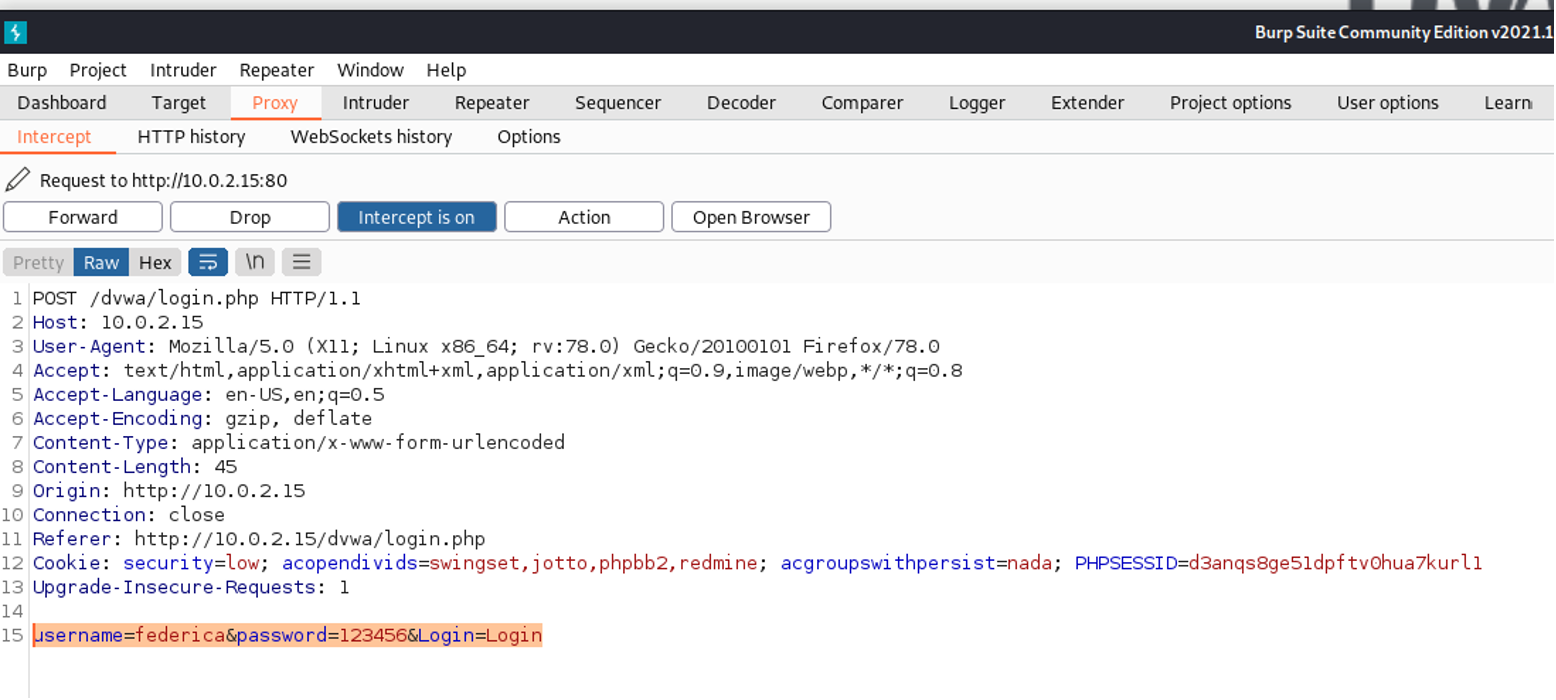 Burp Suite Community Edition v2021.1
Burp Project Intruder Repeater Window Help
Dashboard Target Proxy Intruder Repeater Sequencer Decoder Comparer Logger Extender Project options User options Learn
Intercept HTTP history WebSockets history Options
Request to http://10.0.2.15:80
Forward Drop Intercept is on Action Open Browser
Pretty Raw Hex \n
1 POST /dvwa/login.php HTTP/1.1
2 Host: 10.0.2.15
3 User-Agent: Mozilla/5.0 (X11; Linux x86_64; rv:78.0) Gecko/20100101 Firefox/78.0
4 Accept: text/html,application/xhtml+xml,application/xml;q=0.9,image/webp,*/*;q=0.8
5 Accept-Language: en-US,en;q=0.5
6 Accept-Encoding: gzip, deflate
7 Content-Type: application/x-www-form-urlencoded
8 Content-Length: 45
9 Origin: http://10.0.2.15
10 Connection: close
11 Referer: http://10.0.2.15/dvwa/login.php
12 Cookie: security=low; acopendivids=swingset,jotto,phpbb2,redmine; acgroupswithpersist=nada; PHPSESSID=d3anqs8ge51dpftv0hua7kurl1
13 Upgrade-Insecure-Requests: 1
14
15 username=federica&password=123456&Login=Login